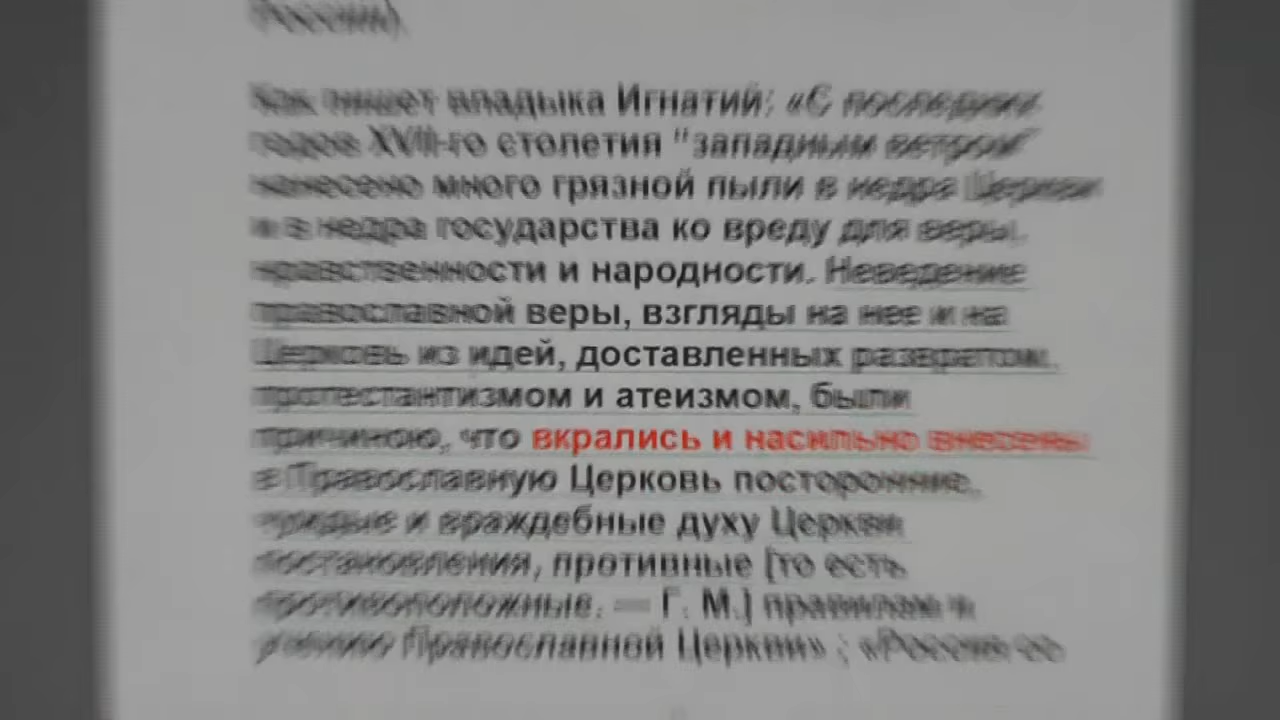 России).
Как пишет владыка Игнатий: «С последних
годов XVII-го столетия "западным ветром"
нанесено много грязной пыли в недра Церкви
и в недра государства ко вреду для веры,
нравственности и народности. Неведение
православной веры, взгляды на нее и на
Церковь из идей, доставленных развратом,
протестантизмом и атеизмом, были
причиною, что вкрались и насильно внесены
в Православную Церковь посторонние,
чуждые и враждебные духу Церкви
постановления, противные [то есть
противоположные. — Г. М.] правилам и
учению Православной Церкви» ; «Россия со